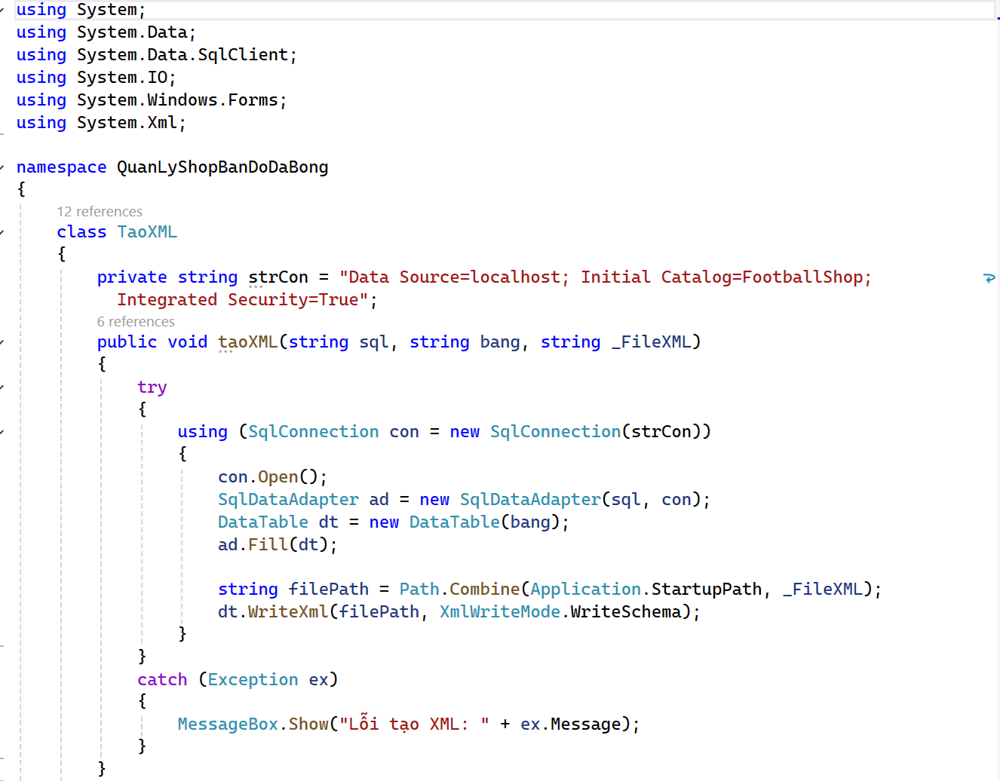 using System;
using System.Data;
using System.Data.SqlClient;
using System.IO;
using System.Windows.Forms;
using System.Xml;
namespace QuanLyShopBanDoDaBong
{
12 references
class TaoXML
{
private string strCon = "Data Source=localhost; Initial Catalog=FootballShop;
Integrated Security=True";
6 references
public void taoXML(string sql, string bang, string _FileXML)
{
try
{
using (SqlConnection con = new SqlConnection(strCon))
{
con.Open();
SqlDataAdapter ad = new SqlDataAdapter(sql, con);
DataTable dt = new DataTable(bang);
ad.Fill(dt);
string filePath = Path.Combine(Application.StartupPath, _FileXML);
dt.WriteXml(filePath, XmlWriteMode.WriteSchema);
}
}
catch (Exception ex)
{
MessageBox.Show("Lỗi tạo XML: " + ex.Message);
}
}